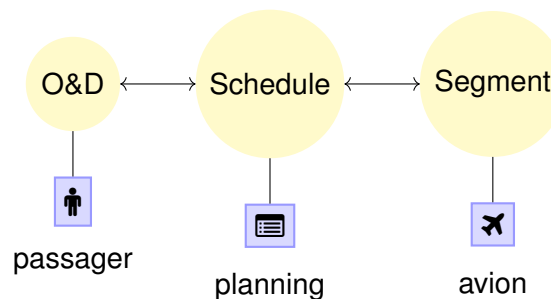 O&D
Schedule
Segment
passager
planning
avion